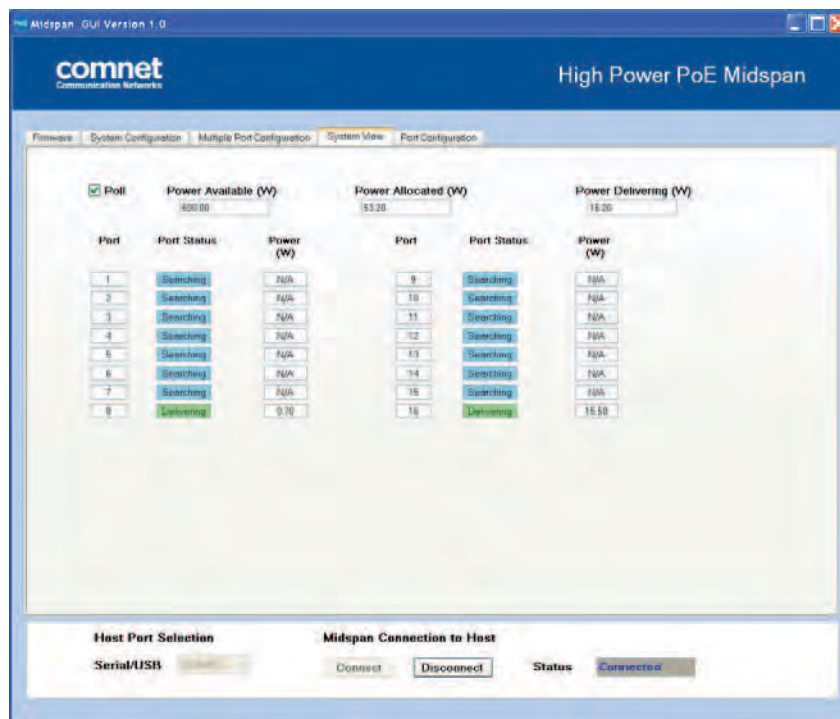 PoE Midspan GUI Version 1.0
comnet
Communication Networks
High Power PoE Midspan
Firmware System Configuration Multiple Port Configuration System View Port Configuration
Poll Power Available (W) Power Allocated (W) Power Delivering (W)
600.00 53.20 16.20
Port Port Status Power (W) Port Port Status Power (W)
1 Searching N/A 9 Searching N/A
2 Searching N/A 10 Searching N/A
3 Searching N/A 11 Searching N/A
4 Searching N/A 12 Searching N/A
5 Searching N/A 13 Searching N/A
6 Searching N/A 14 Searching N/A
7 Searching N/A 15 Searching N/A
8 Delivering 0.70 16 Delivering 15.50
Host Port Selection Midspan Connection to Host
Serial/USB Connect Disconnect Status Connected